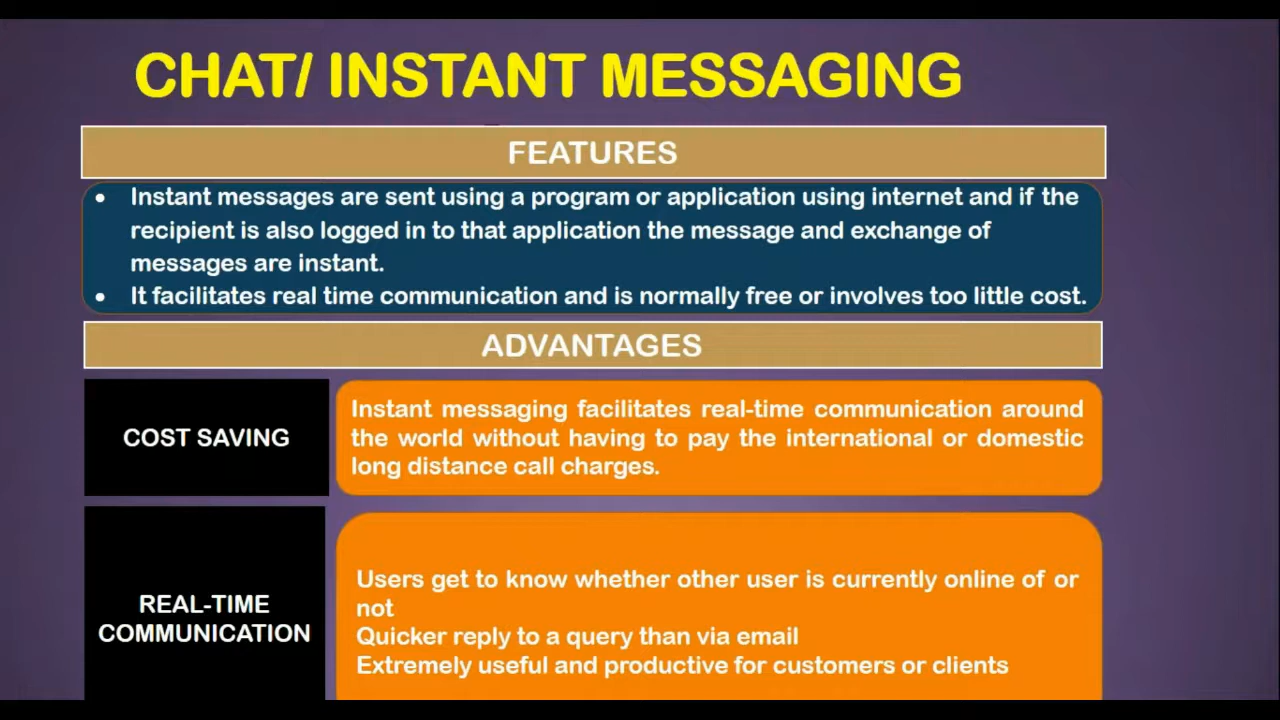 CHAT/ INSTANT MESSAGING
FEATURES
• Instant messages are sent using a program or application using internet and if the
recipient is also logged in to that application the message and exchange of
messages are instant.
• It facilitates real time communication and is normally free or involves too little cost.
ADVANTAGES
COST SAVING
Instant messaging facilitates real-time communication around
the world without having to pay the international or domestic
long distance call charges.
REAL-TIME
COMMUNICATION
Users get to know whether other user is currently online of or
not
Quicker reply to a query than via email
Extremely useful and productive for customers or clients